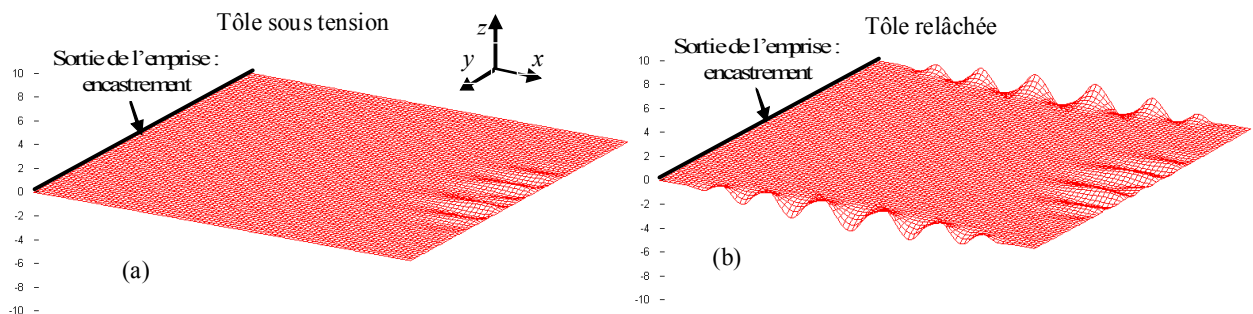 Tôle sous tension
Sortie de l'emprise :
encastrement
z
y
x
10
8
6
4
2
0
-2
-4
-6
-8
-10
(a)
Tôle relâchée
Sortie de l'emprise :
encastrement
10
8
6
4
2
0
-2
-4
-6
-8
-10
(b)